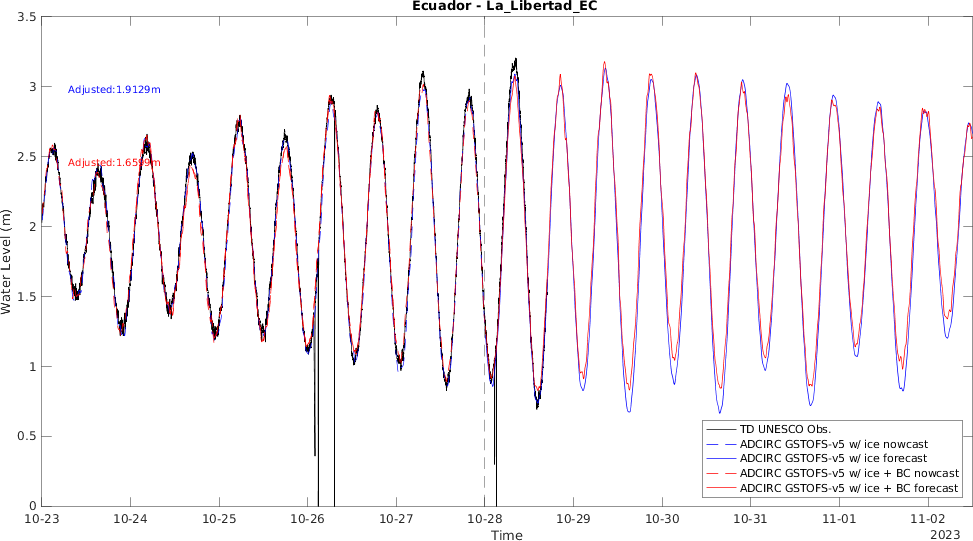 Ecuador - La_Libertad_EC
3.5
3
2.5
2
1.5
1
0.5
0
Water Level (m)
Adjusted:1.9129m
Adjusted:1.6599m
TD UNESCO Obs.
ADCIRC GSTOFS-v5 w/ ice nowcast
ADCIRC GSTOFS-v5 w/ ice forecast
ADCIRC GSTOFS-v5 w/ ice + BC nowcast
ADCIRC GSTOFS-v5 w/ ice + BC forecast
10-23 10-24 10-25 10-26 10-27 10-28 10-29 10-30 10-31 11-01 11-02
Time
2023